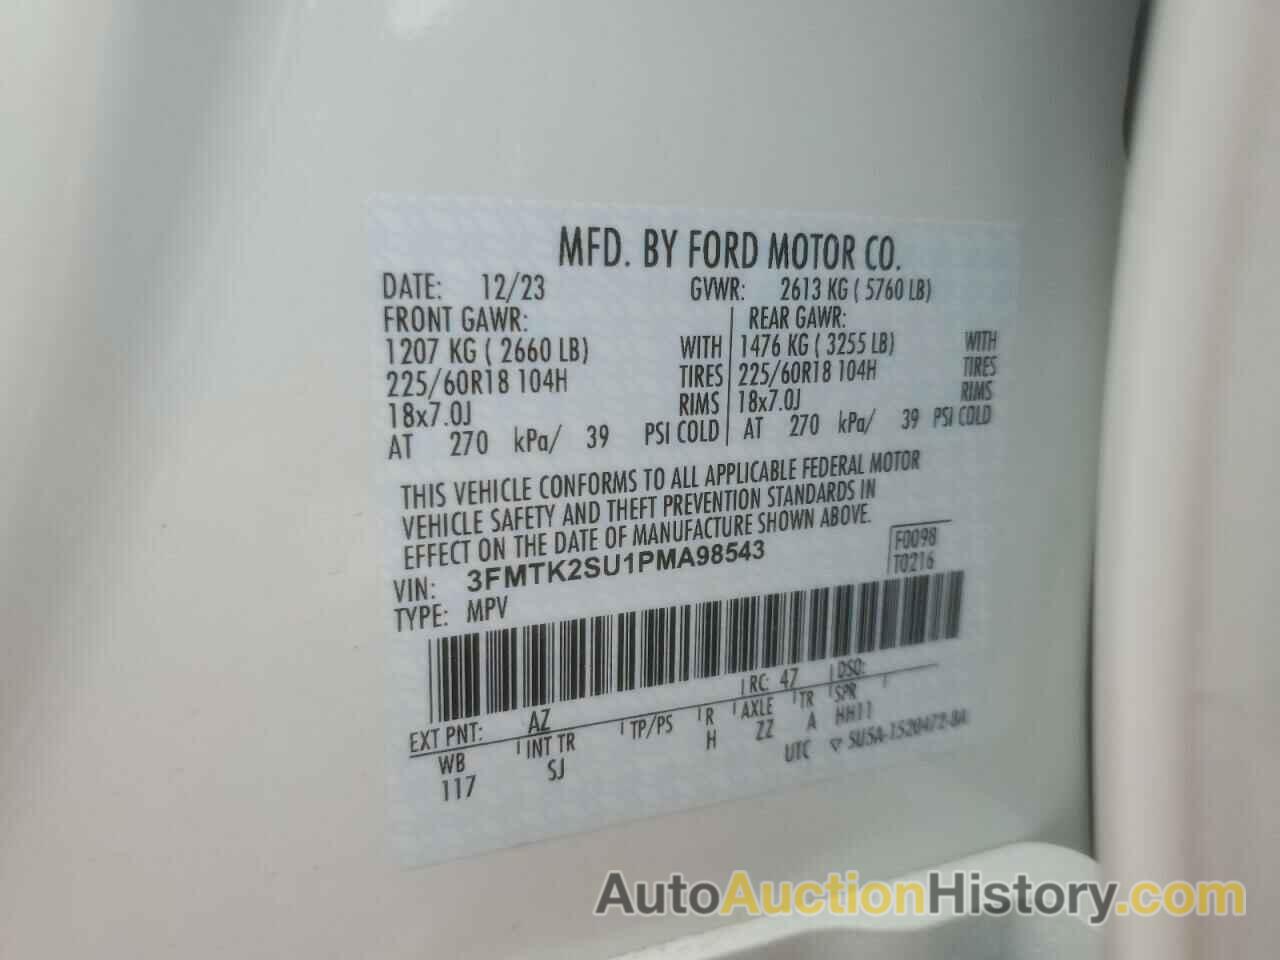 MFD. BY FORD MOTOR CO.
DATE: 12/23 GVWR: 2613 KG ( 5760 LB)
FRONT GAWR: REAR GAWR:
1207 KG ( 2660 LB) WITH 1476 KG ( 3255 LB) WITH
225/60R18 104H TIRES 225/60R18 104H TIRES
18x7.0J RIMS 18x7.0J RIMS
AT 270 kPa/ 39 PSI COLD AT 270 kPa/ 39 PSI COLD
THIS VEHICLE CONFORMS TO ALL APPLICABLE FEDERAL MOTOR
VEHICLE SAFETY AND THEFT PREVENTION STANDARDS IN
EFFECT ON THE DATE OF MANUFACTURE SHOWN ABOVE.
F0098
T0216
VIN: 3FMTK2SU1PMA98543
TYPE: MPV
EXT PNT: AZ RC: 47 DSO:
WB INT TR TP/PS R AXLE TR SPR
117 SJ H ZZ A HH11
UTC ▽ SU5A-1520472-BA
AutoAuctionHistory.com